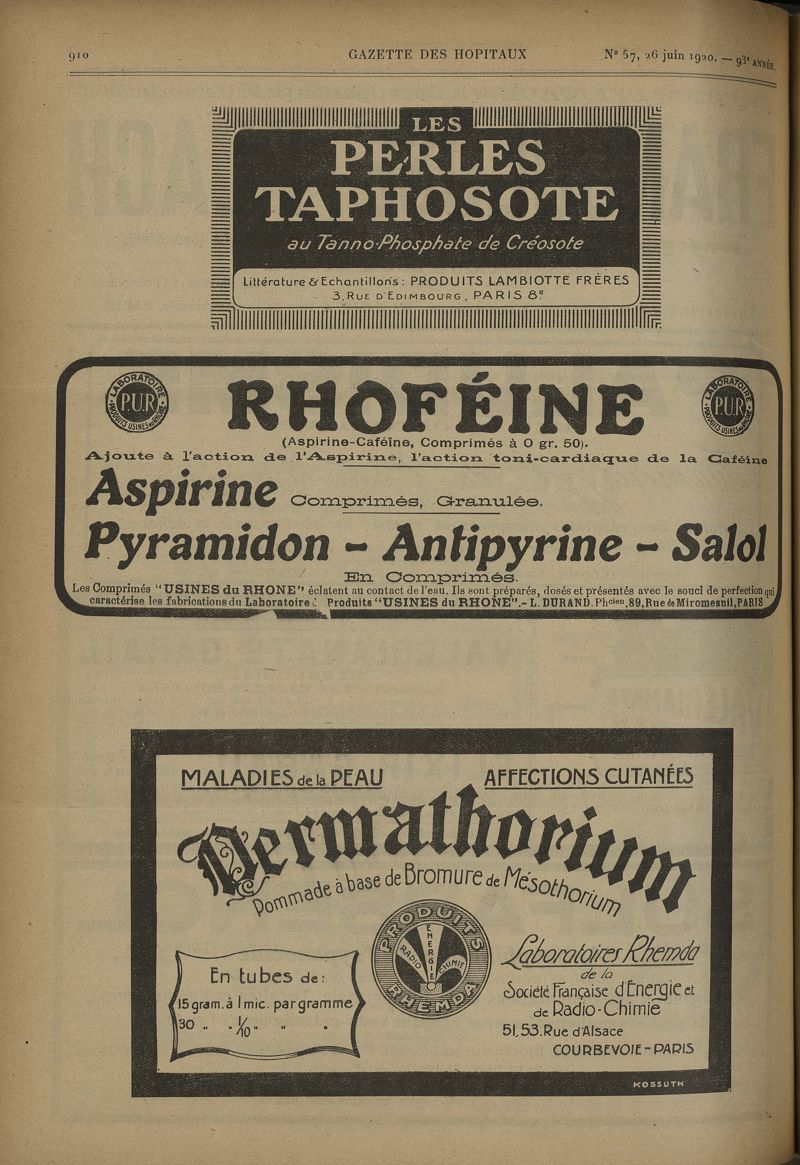 910
GAZETTE DES HOPITAUX
N° 57, 26 juin 1920. — 93e ANNÉE.
LES
PERLES
TAPHOSOTE
au Tanno-Phosphate de Créosote
Littérature & Echantillons: PRODUITS LAMBIOTTE FRÈRES
3, RUE D'EDIMBOURG, PARIS 8e
LABORATOIRE
P.U.R
PRODUITS USINES du RHONE
RHOFÉINE
LABORATOIRE
P.U.R
PRODUITS USINES du RHONE
(Aspirine-Caféine, Comprimés à 0 gr. 50).
Ajoute à l'action de l'Aspirine, l'action toni-cardiaque de la Caféine
Aspirine Comprimés, Granulée.
Pyramidon - Antipyrine - Salol
En Comprimés.
Les Comprimés "USINES du RHONE" éclatent au contact de l'eau. Ils sont préparés, dosés et présentés avec le souci de perfection qui
caractérise les fabrications du Laboratoire Produits "USINES du RHONE".- L. DURAND. Phcien, 89, Rue de Miromesnil, PARIS
MALADIES de la PEAU
AFFECTIONS CUTANÉES
Dermathorium
Pommade à base de Bromure de Mésothorium
PRODUITS
ENERGIE
RADIO CHIMIE
RHEMDA
En tubes de:
15 gram. à 1 mic. par gramme
30 " - 1/10 " " "
Laboratoires Rhemda
de la
Société Française d'Energie et
de Radio-Chimie
51, 53. Rue d'Alsace
COURBEVOIE - PARIS
KOSSUTH